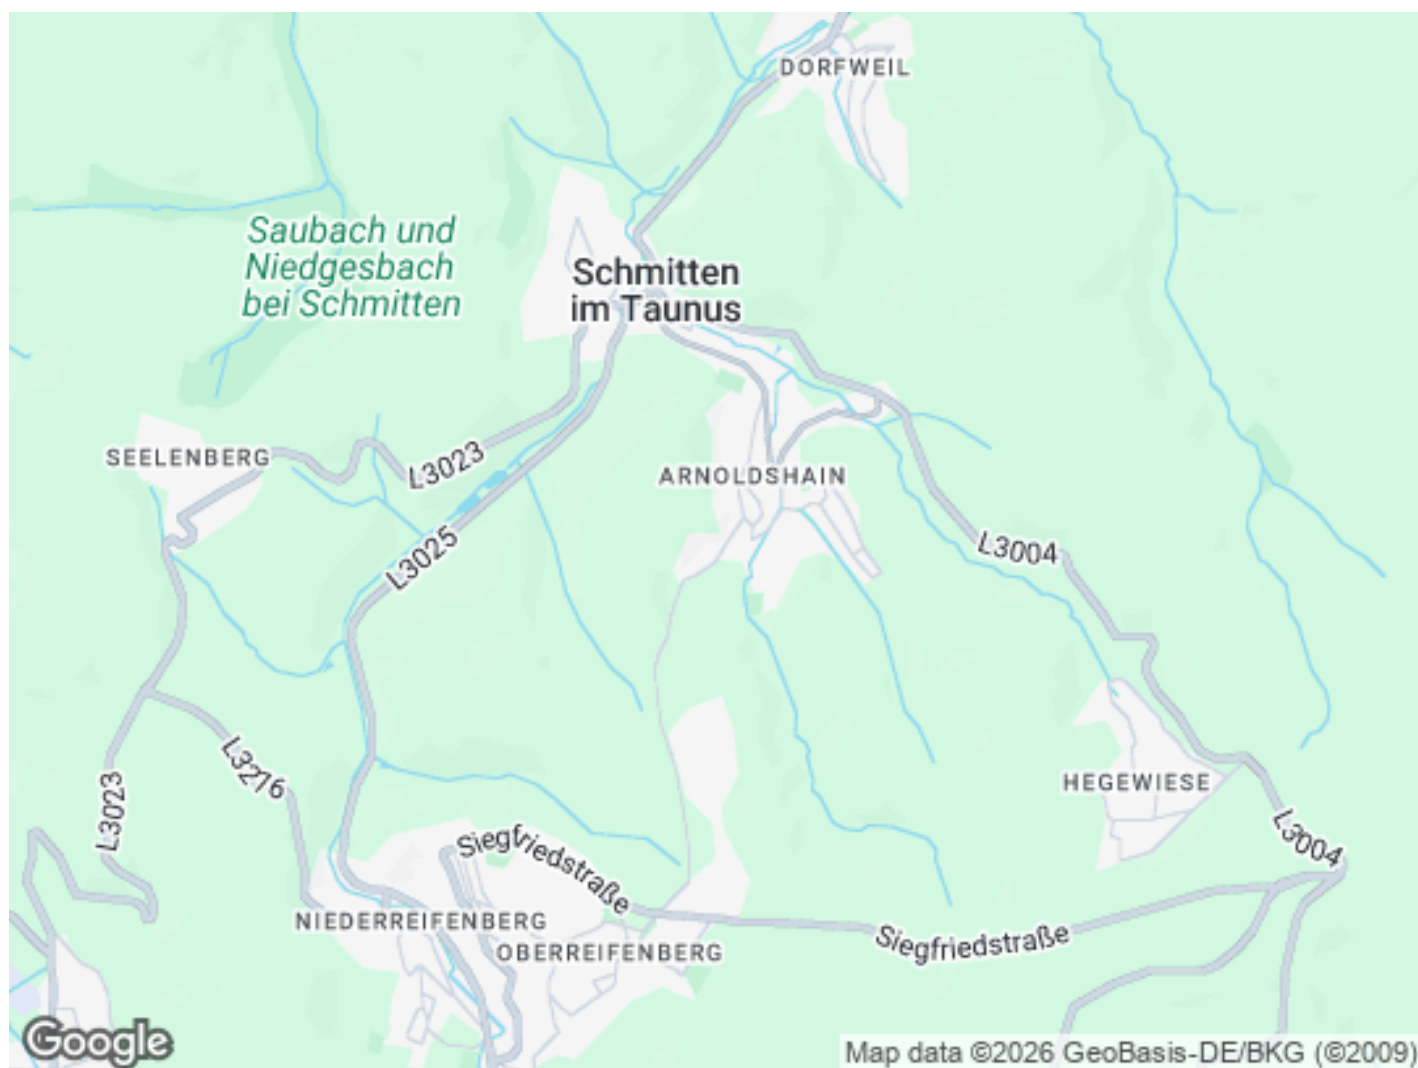 DORFWEIL
Saubach und
Niedgesbach
bei Schmitten
Schmitten
im Taunus
SEELENBERG
L3023
ARNOLDSHAIN
L3025
L3004
L3276
L3023
HEGEWIESE
L3004
Siegfriedstraße
NIEDERREIFENBERG
Siegfriedstraße
OBERREIFENBERG
Google
Map data ©2026 GeoBasis-DE/BKG (©2009)